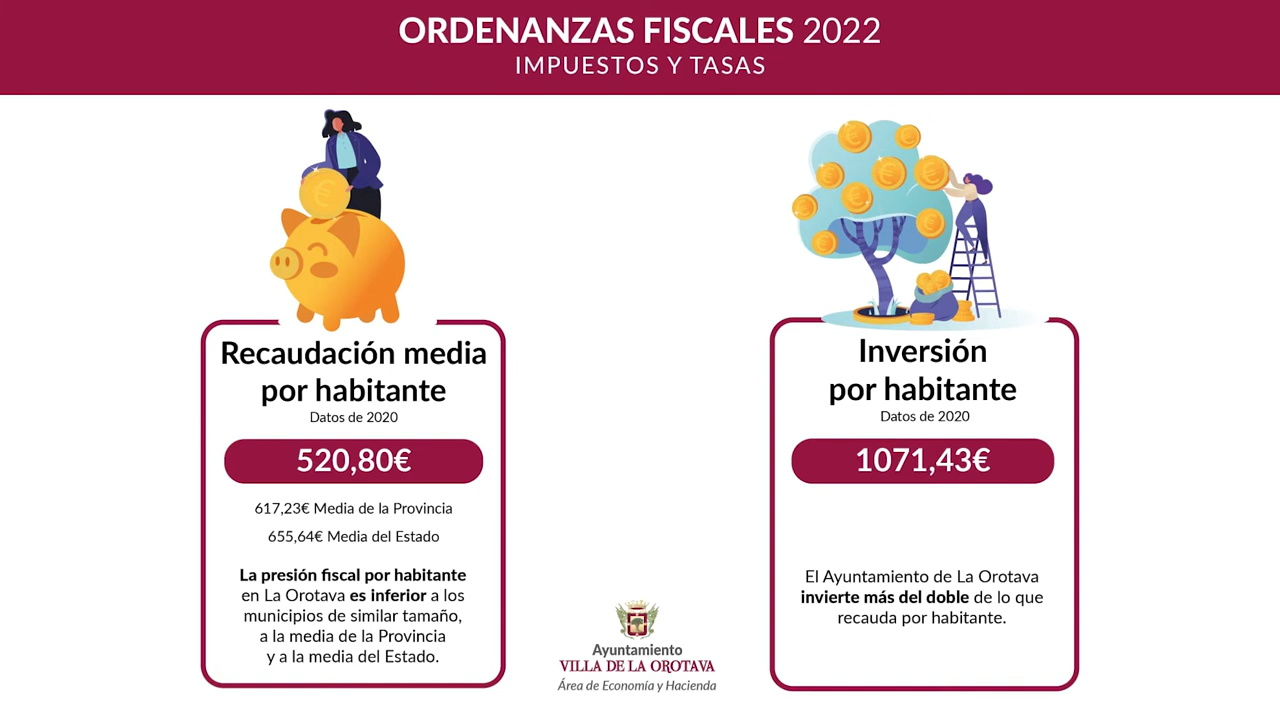 ORDENANZAS FISCALES 2022
IMPUESTOS Y TASAS
Recaudación media
por habitante
Datos de 2020
520,80€
617,23€ Media de la Provincia
655,64€ Media del Estado
La presión fiscal por habitante
en La Orotava es inferior a los
municipios de similar tamaño,
a la media de la Provincia
y a la media del Estado.
Inversión
por habitante
Datos de 2020
1071,43€
El Ayuntamiento de La Orotava
invierte más del doble de lo que
recauda por habitante.
Ayuntamiento
VILLA DE LA OROTAVA
Área de Economía y Hacienda